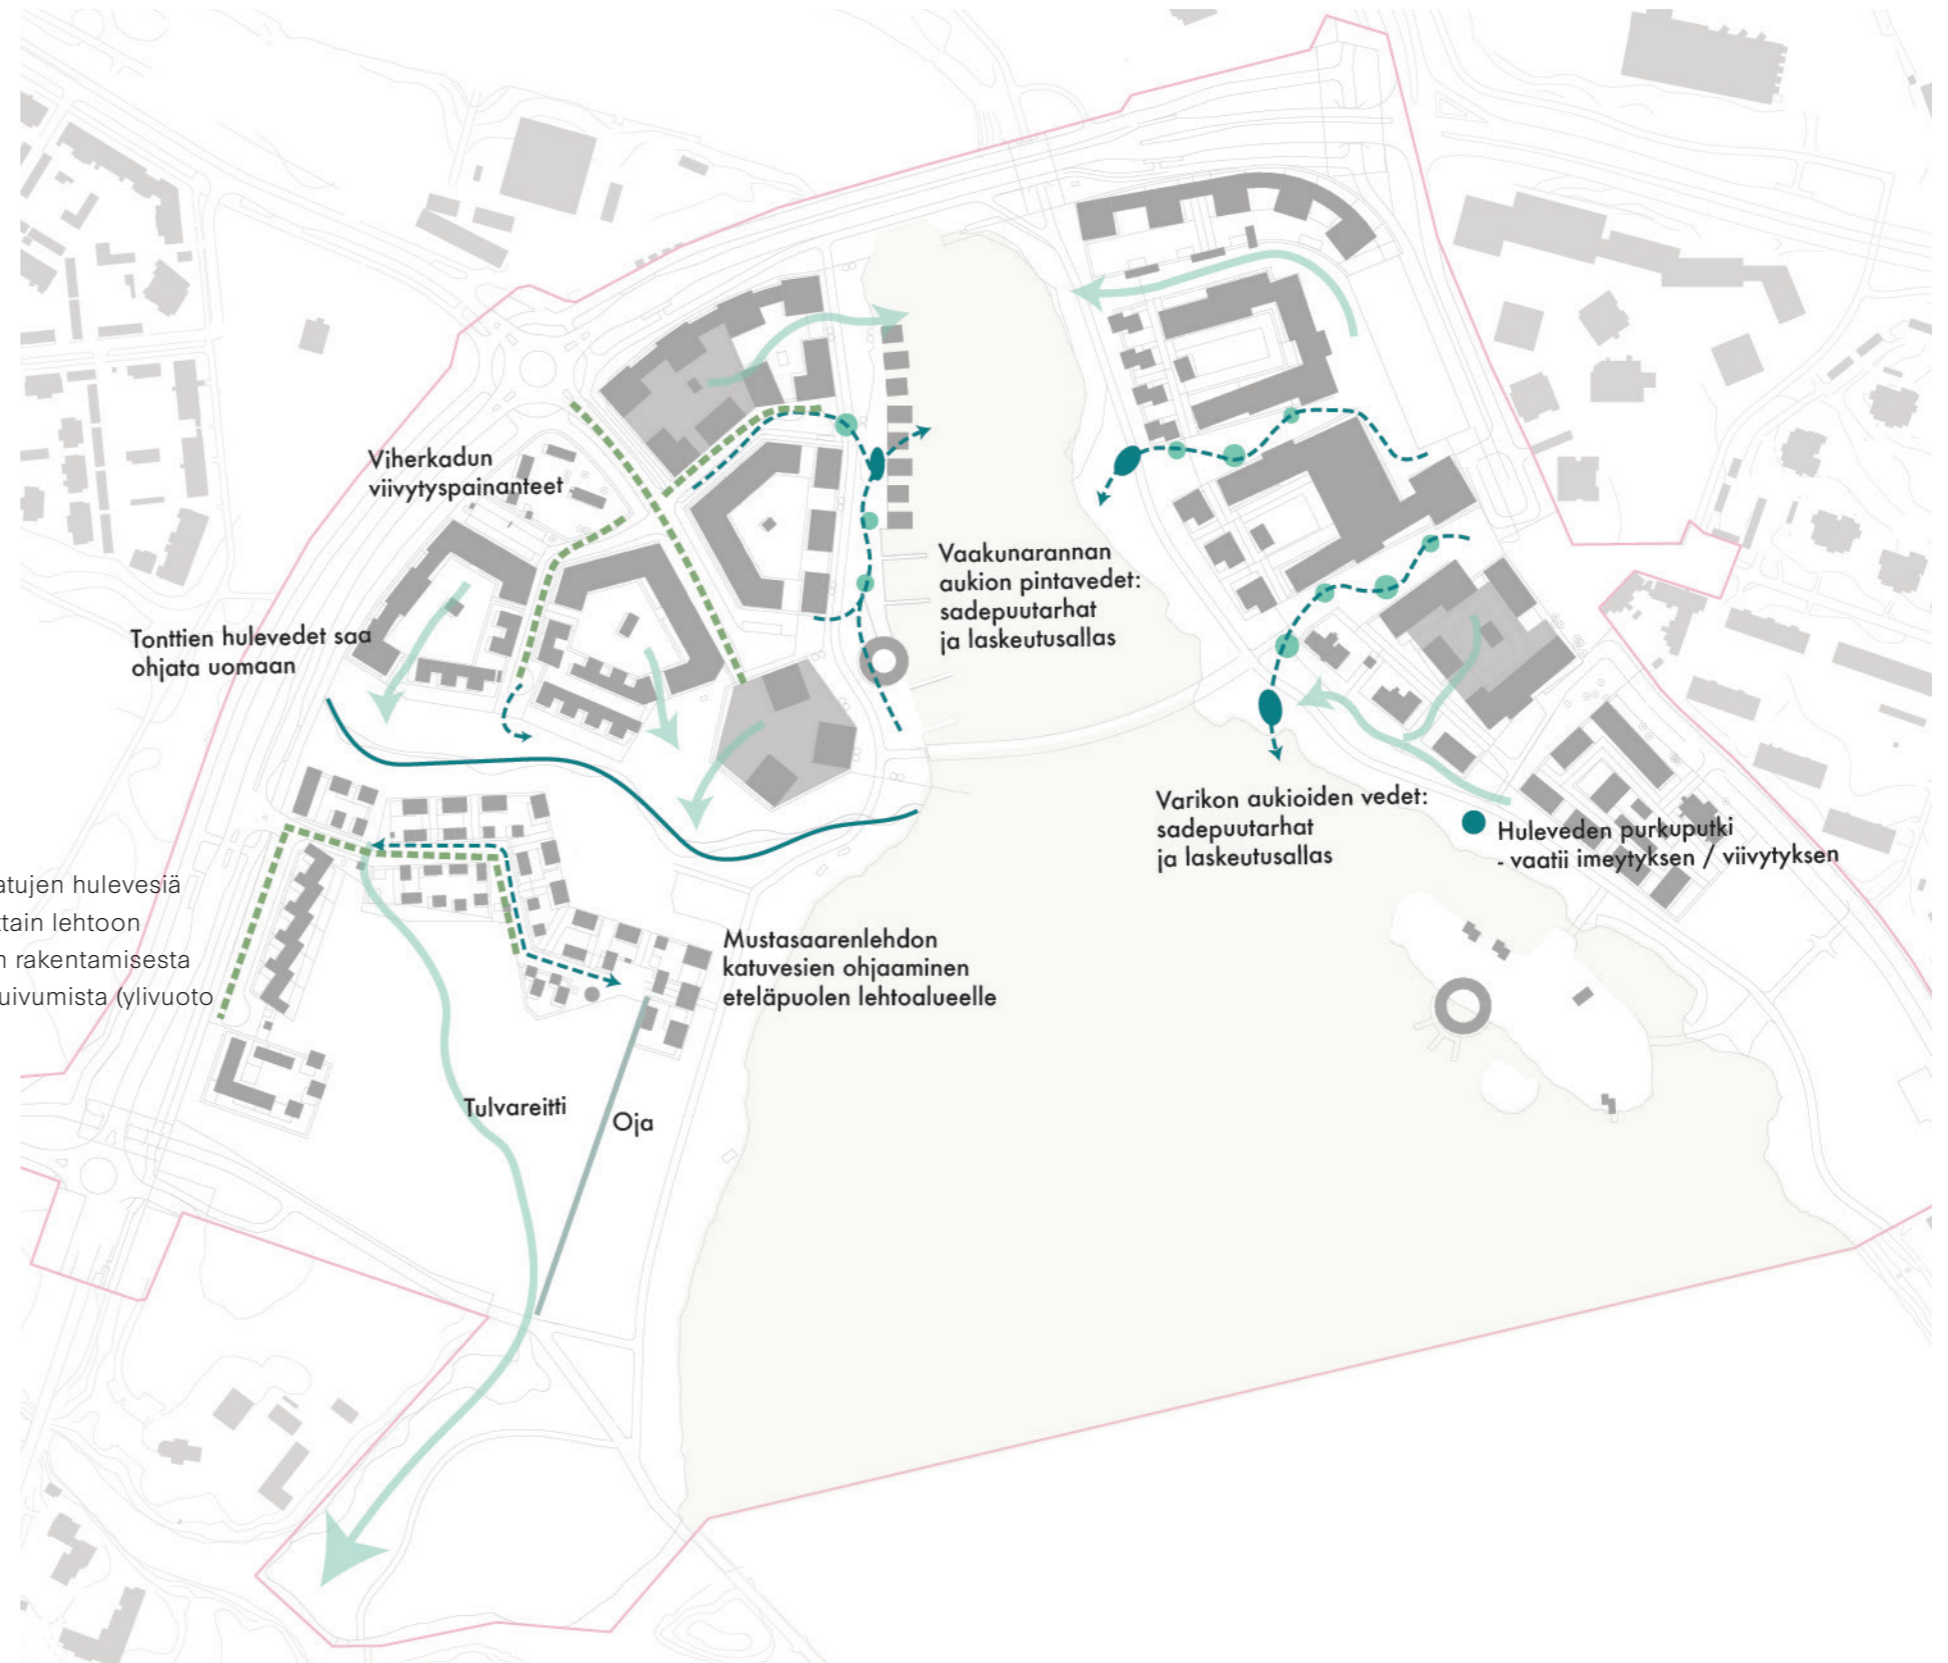 Viherkadun
viivytyspainanteet
Vaakunarannan
aukion pintavedet:
sadepuutarhat
ja laskeutusallas
Tonttien hulevedet saa
ohjata uomaan
Varikon aukioiden vedet:
sadepuutarhat
ja laskeutusallas
Huleveden purkuputki
- vaatii imeytyksen / viivytyksen
atujen hulevesiä
ttain lehtoon
n rakentamisesta
uivumista (ylivuoto
Mustasaarenlehdon
katuvesien ohjaaminen
eteläpuolen lehtoalueelle
Tulvareitti
Oja